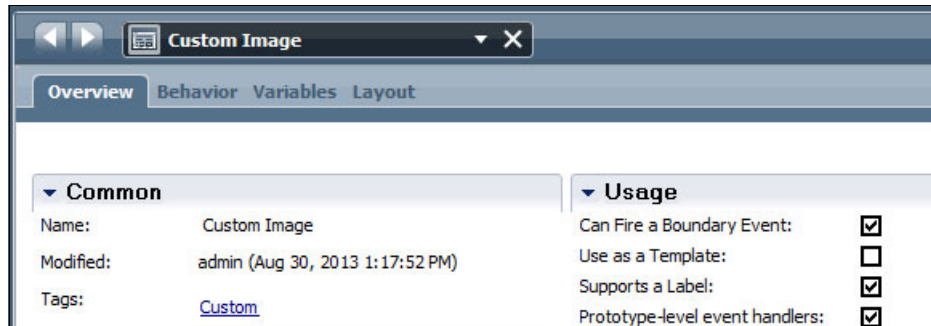 Custom Image
Overview Behavior Variables Layout
Common
Name: Custom Image
Modified: admin (Aug 30, 2013 1:17:52 PM)
Tags: Custom
Usage
Can Fire a Boundary Event:
Use as a Template:
Supports a Label:
Prototype-level event handlers: